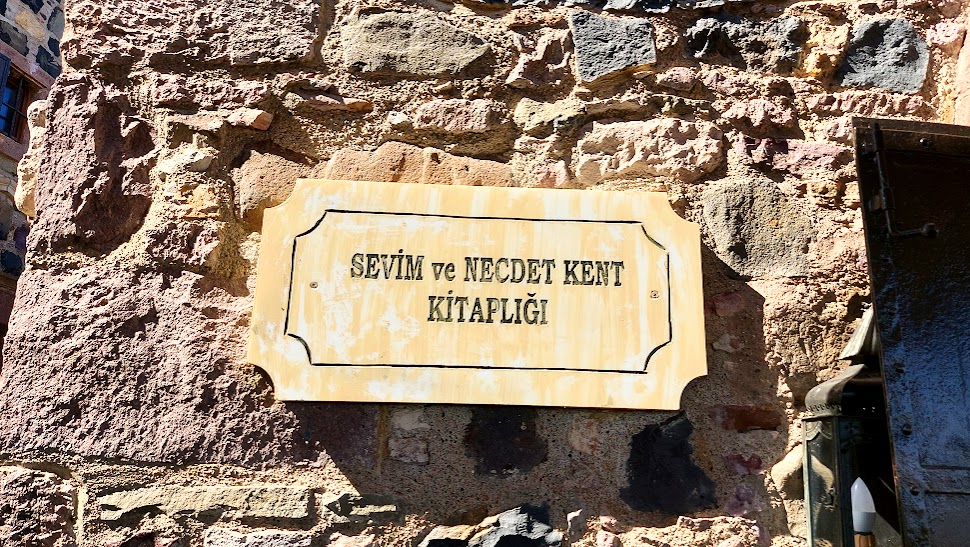 SEVİM ve NECDET KENT
KİTAPLIĞI